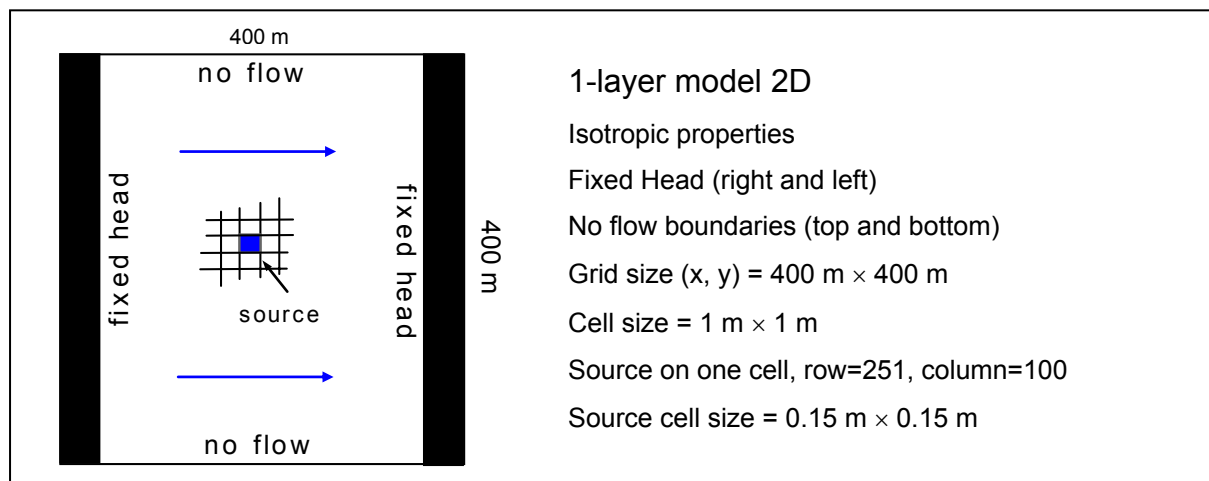 400 m
no flow
fixed head
fixed head
source
no flow
400 m
1-layer model 2D
Isotropic properties
Fixed Head (right and left)
No flow boundaries (top and bottom)
Grid size (x, y) = 400 m × 400 m
Cell size = 1 m × 1 m
Source on one cell, row=251, column=100
Source cell size = 0.15 m × 0.15 m